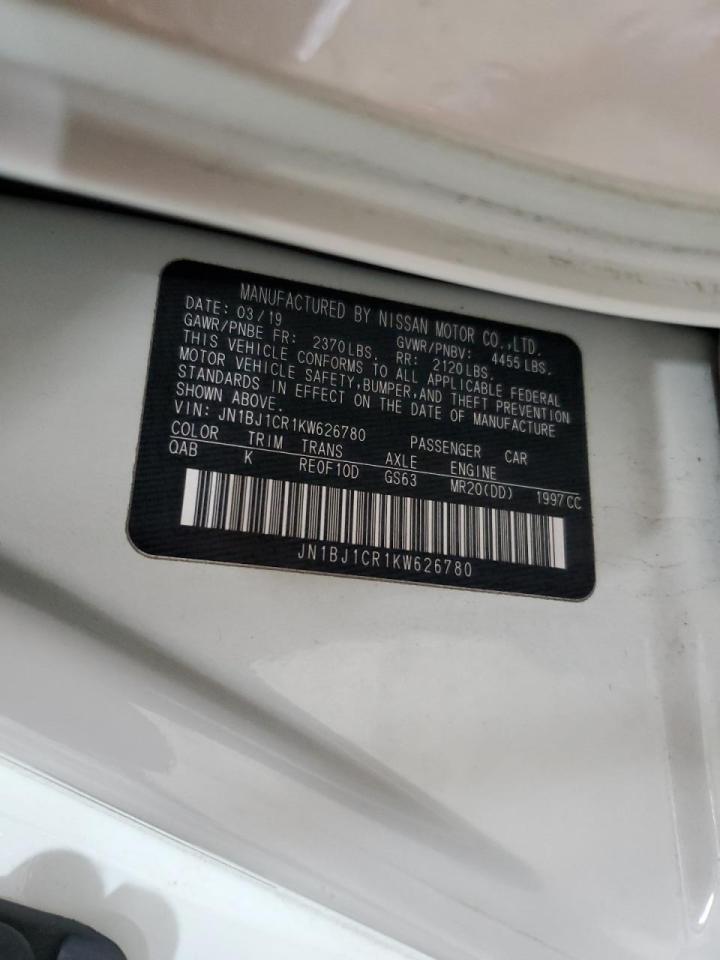 MANUFACTURED BY NISSAN MOTOR CO.,LTD.
DATE: 03/19 GVWR/PNBV: 4455 LBS.
GAWR/PNBE FR: 2370LBS. RR: 2120LBS.
THIS VEHICLE CONFORMS TO ALL APPLICABLE FEDERAL
MOTOR VEHICLE SAFETY,BUMPER,AND THEFT PREVENTION
STANDARDS IN EFFECT ON THE DATE OF MANUFACTURE
SHOWN ABOVE.
VIN: JN1BJ1CR1KW626780 PASSENGER CAR
COLOR TRIM TRANS AXLE ENGINE
QAB K RE0F10D GS63 MR20(DD) 1997CC
JN1BJ1CR1KW626780